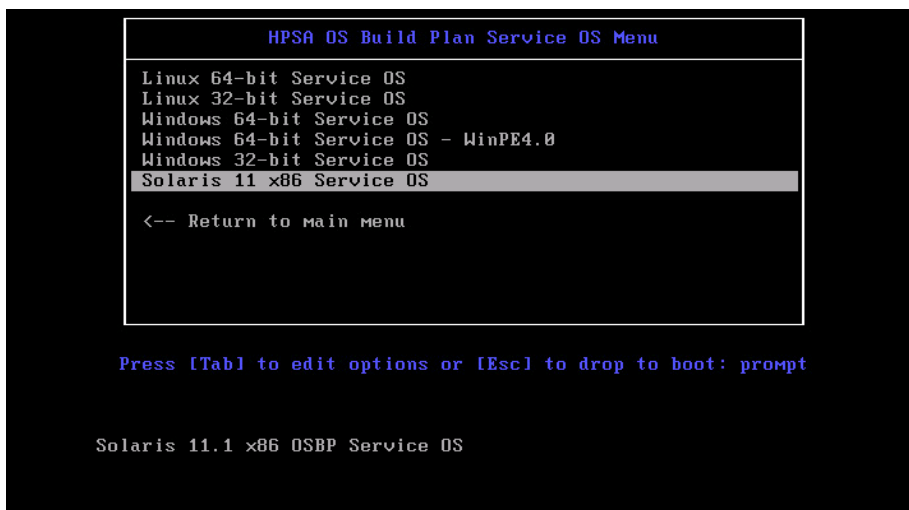 HPSA OS Build Plan Service OS Menu
Linux 64-bit Service OS
Linux 32-bit Service OS
Windows 64-bit Service OS
Windows 64-bit Service OS - WinPE4.0
Windows 32-bit Service OS
Solaris 11 x86 Service OS
<-- Return to main menu
Press [Tab] to edit options or [Esc] to drop to boot: prompt
Solaris 11.1 x86 OSBP Service OS